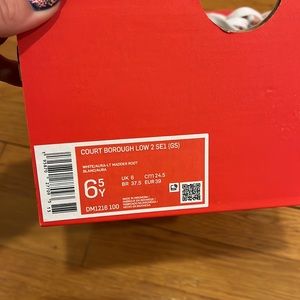 COURT BOROUGH LOW 2 SE1 (GS)
WHITE/AURA-LT MADDER ROOT
BLANC/AURA
6.5Y
UK 6
CM 24.5
BR 37.5
EUR 39
DM1216 100